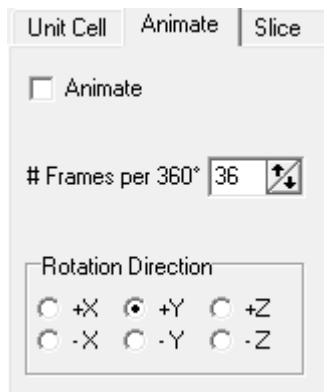 Unit Cell Animate Slice
Animate
# Frames per 360° 36
Rotation Direction
+X +Y +Z
-X -Y -Z